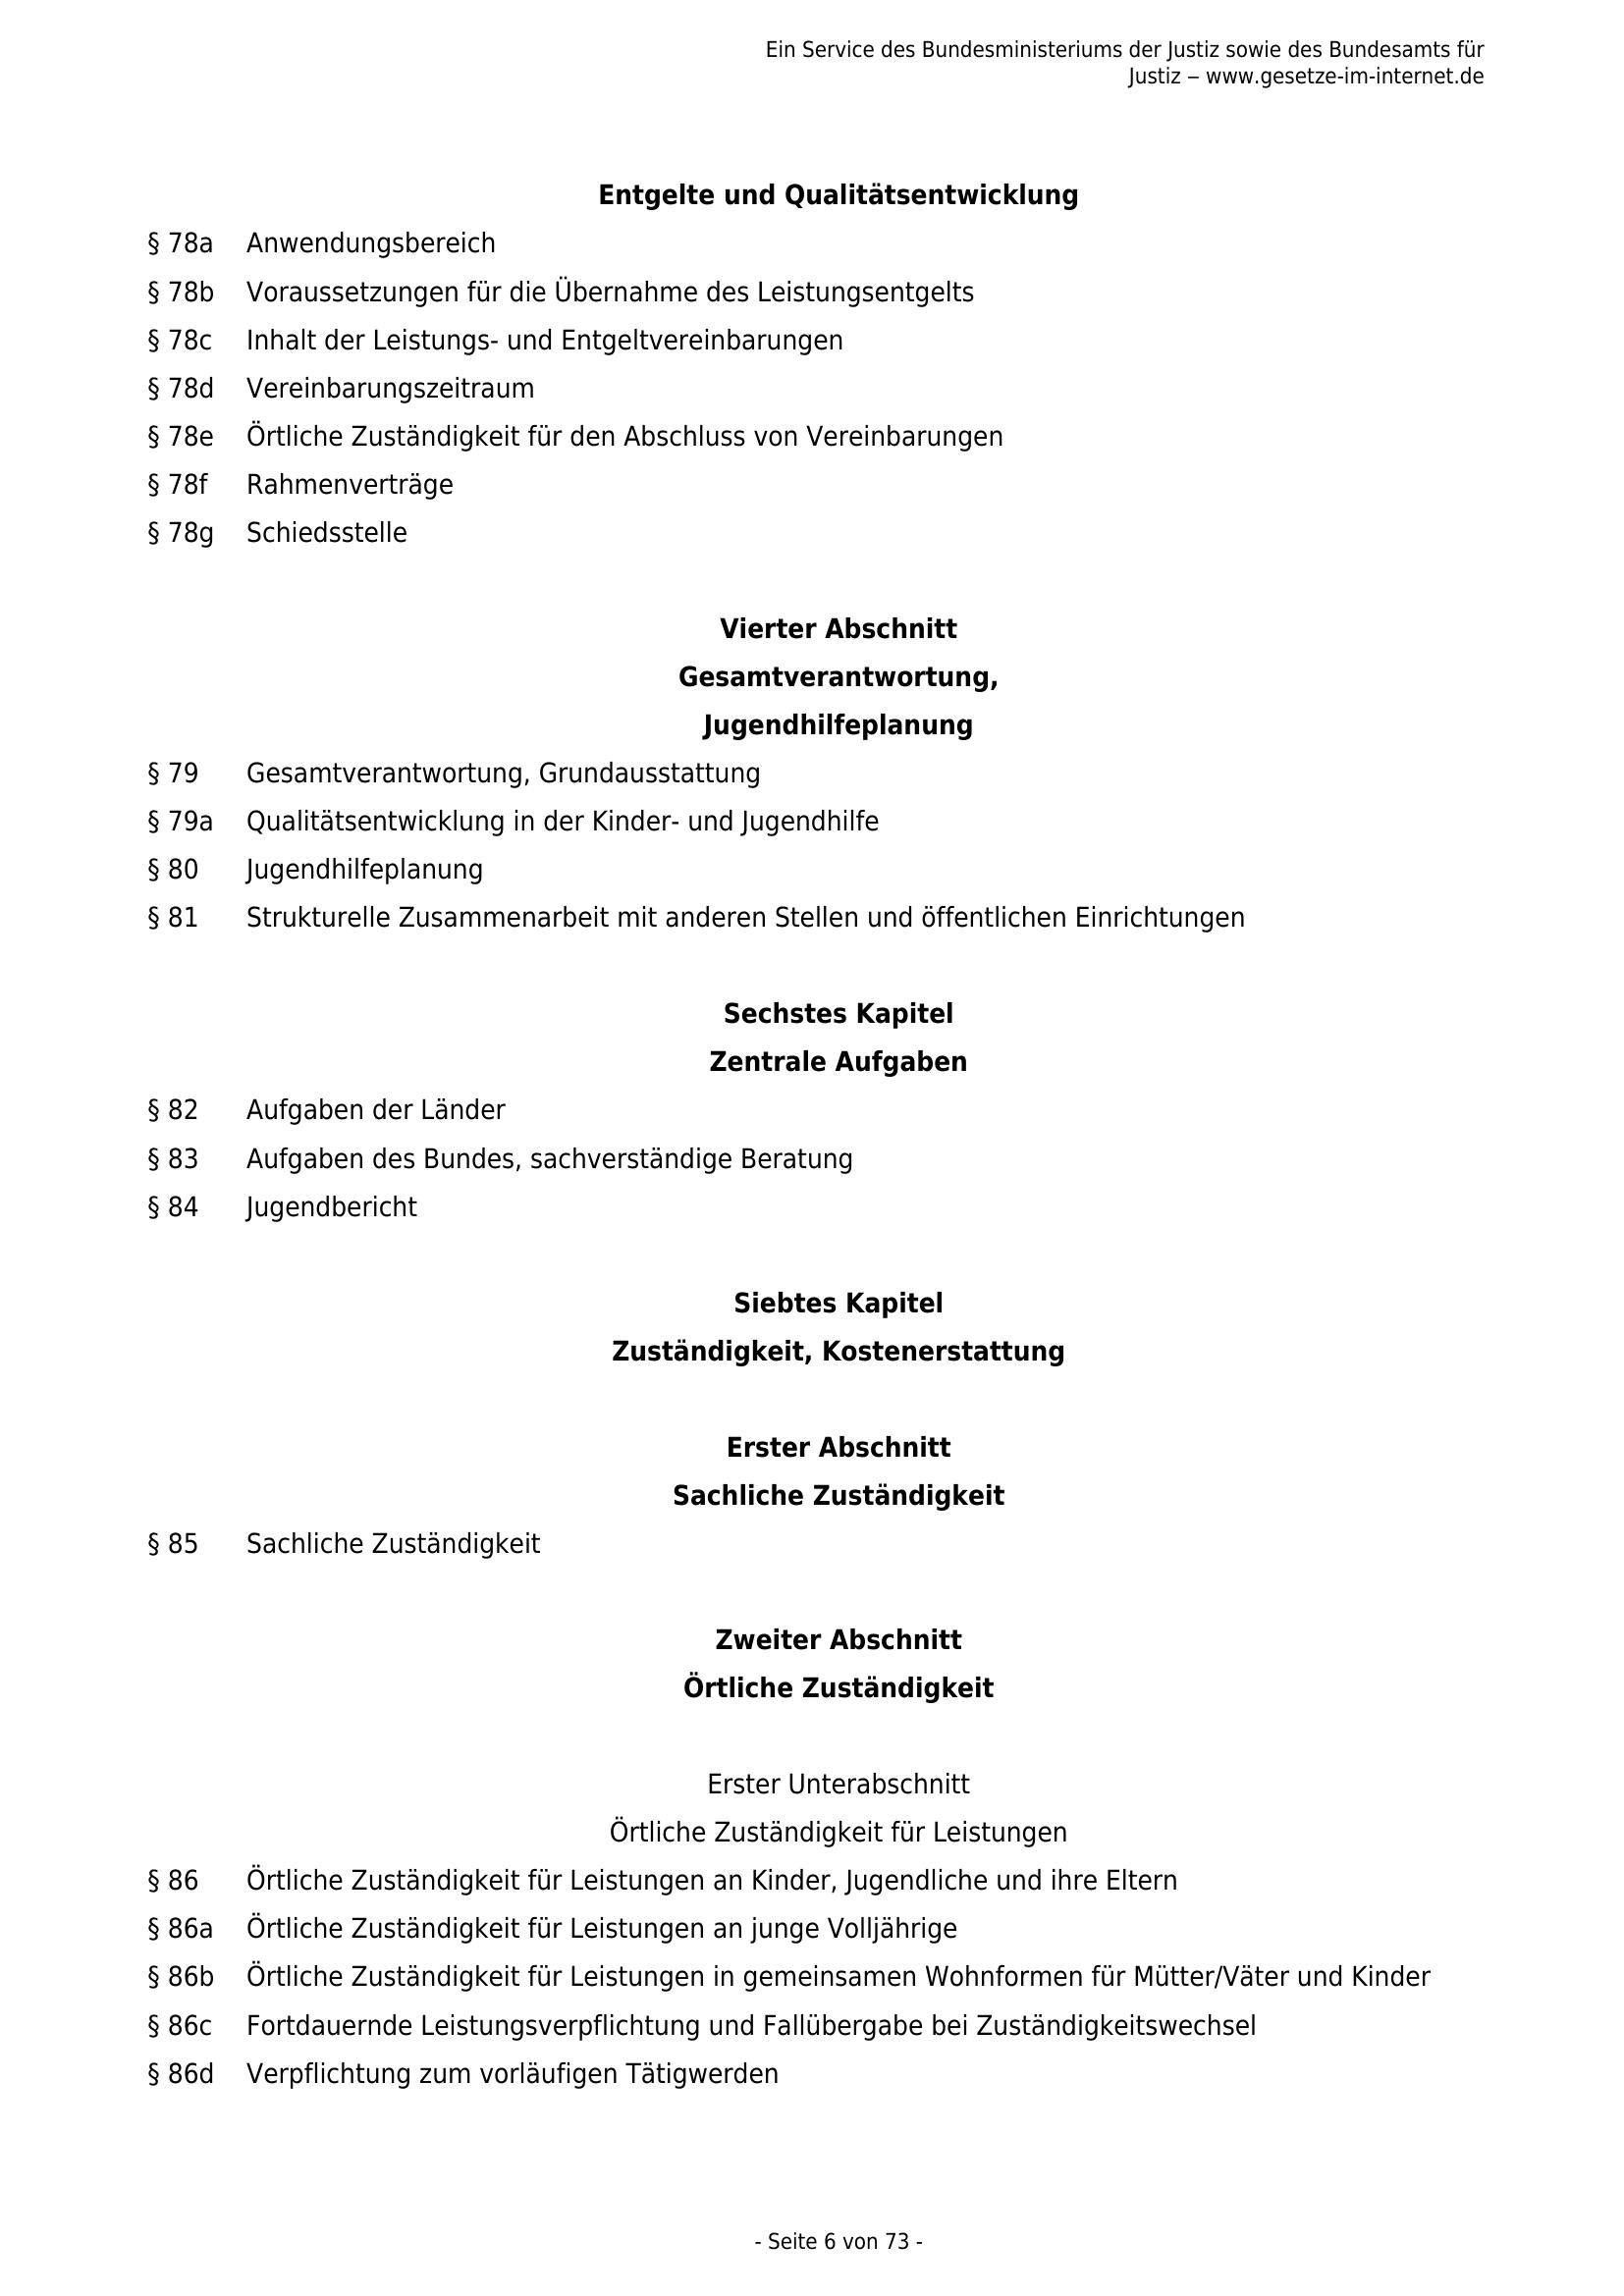 Ein Service des Bundesministeriums der Justiz sowie des Bundesamts für
Justiz ‒ www.gesetze-im-internet.de
Entgelte und Qualitätsentwicklung
§ 78a Anwendungsbereich
§ 78b Voraussetzungen für die Übernahme des Leistungsentgelts
§ 78c Inhalt der Leistungs- und Entgeltvereinbarungen
§ 78d Vereinbarungszeitraum
§ 78e Örtliche Zuständigkeit für den Abschluss von Vereinbarungen
§ 78f Rahmenverträge
§ 78g Schiedsstelle
Vierter Abschnitt
Gesamtverantwortung,
Jugendhilfeplanung
§ 79 Gesamtverantwortung, Grundausstattung
§ 79a Qualitätsentwicklung in der Kinder- und Jugendhilfe
§ 80 Jugendhilfeplanung
§ 81 Strukturelle Zusammenarbeit mit anderen Stellen und öffentlichen Einrichtungen
Sechstes Kapitel
Zentrale Aufgaben
§ 82 Aufgaben der Länder
§ 83 Aufgaben des Bundes, sachverständige Beratung
§ 84 Jugendbericht
Siebtes Kapitel
Zuständigkeit, Kostenerstattung
Erster Abschnitt
Sachliche Zuständigkeit
§ 85 Sachliche Zuständigkeit
Zweiter Abschnitt
Örtliche Zuständigkeit
Erster Unterabschnitt
Örtliche Zuständigkeit für Leistungen
§ 86 Örtliche Zuständigkeit für Leistungen an Kinder, Jugendliche und ihre Eltern
§ 86a Örtliche Zuständigkeit für Leistungen an junge Volljährige
§ 86b Örtliche Zuständigkeit für Leistungen in gemeinsamen Wohnformen für Mütter/Väter und Kinder
§ 86c Fortdauernde Leistungsverpflichtung und Fallübergabe bei Zuständigkeitswechsel
§ 86d Verpflichtung zum vorläufigen Tätigwerden
- Seite 6 von 73 -